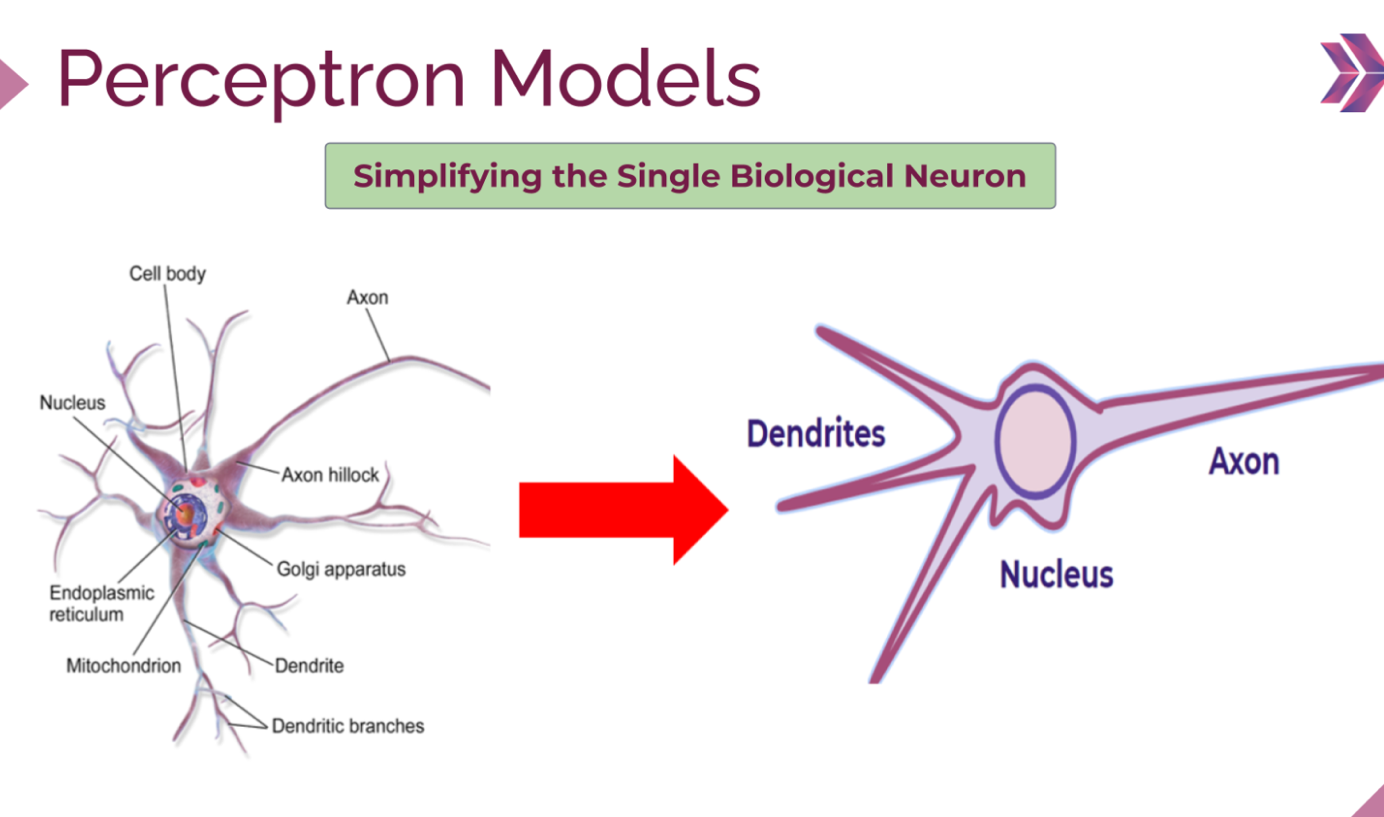 Perceptron Models
Simplifying the Single Biological Neuron
Cell body
Axon
Nucleus
Axon hillock
Golgi apparatus
Endoplasmic
reticulum
Mitochondrion
Dendrite
Dendritic branches
Dendrites
Axon
Nucleus